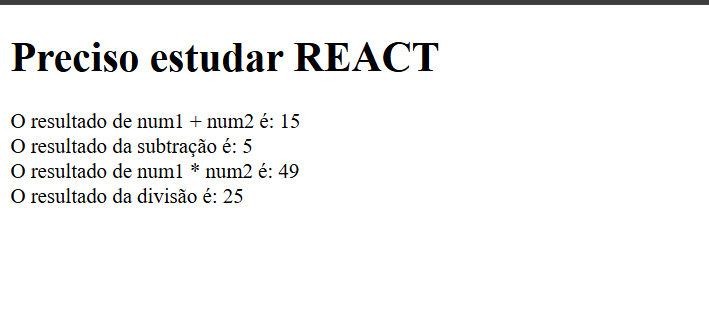 Preciso estudar REACT
O resultado de num1 + num2 é: 15
O resultado da subtração é: 5
O resultado de num1 * num2 é: 49
O resultado da divisão é: 25